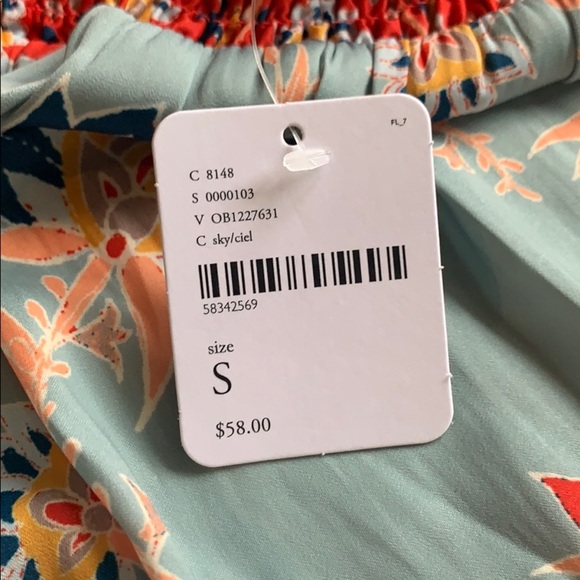 FL_7
C 8148
S 0000103
V OB1227631
C sky/ciel
58342569
size
S
$58.00